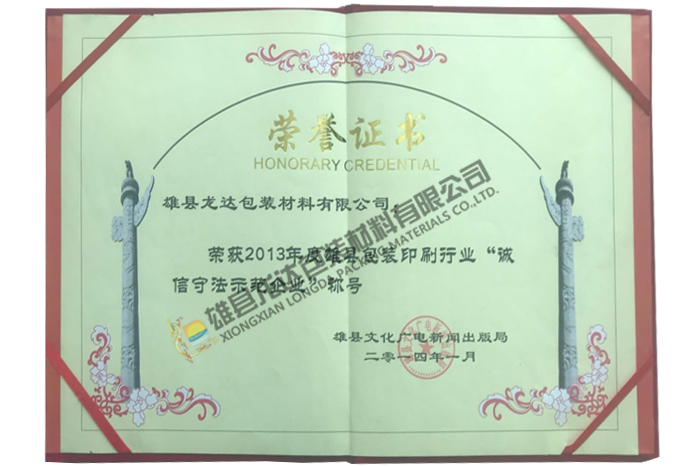 荣誉证书
HONORARY CREDENTIAL
雄县龙达包装材料有限公司：
荣获2013年度雄县包装印刷行业“诚
信守法示范企业”称号
雄县文化广电新闻出版局
二〇一四年一月
雄县龙达包装材料有限公司
XIONGXIAN LONGDA PACKING MATERIALS CO., LTD